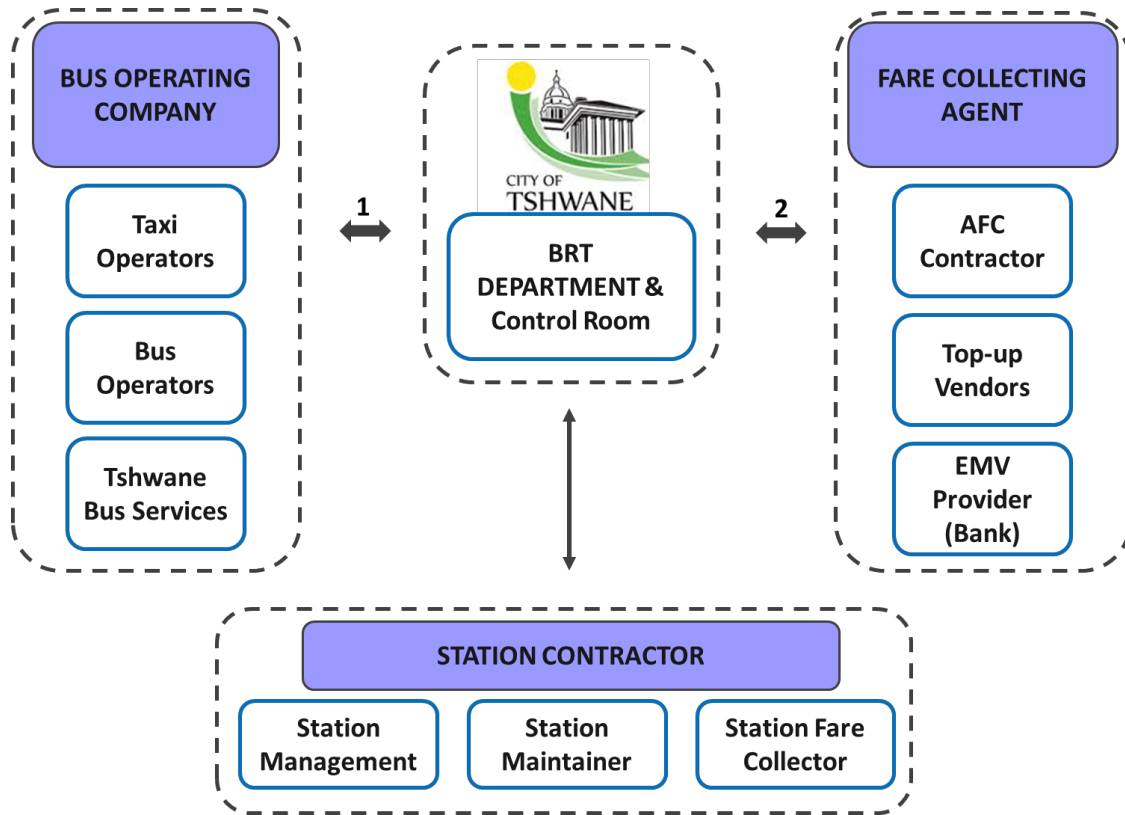 BUS OPERATING
COMPANY
Taxi
Operators
Bus
Operators
Tshwane
Bus Services
1
CITY OF
TSHWANE
BRT
DEPARTMENT &
Control Room
2
FARE COLLECTING
AGENT
AFC
Contractor
Top-up
Vendors
EMV
Provider
(Bank)
STATION CONTRACTOR
Station
Management
Station
Maintainer
Station Fare
Collector